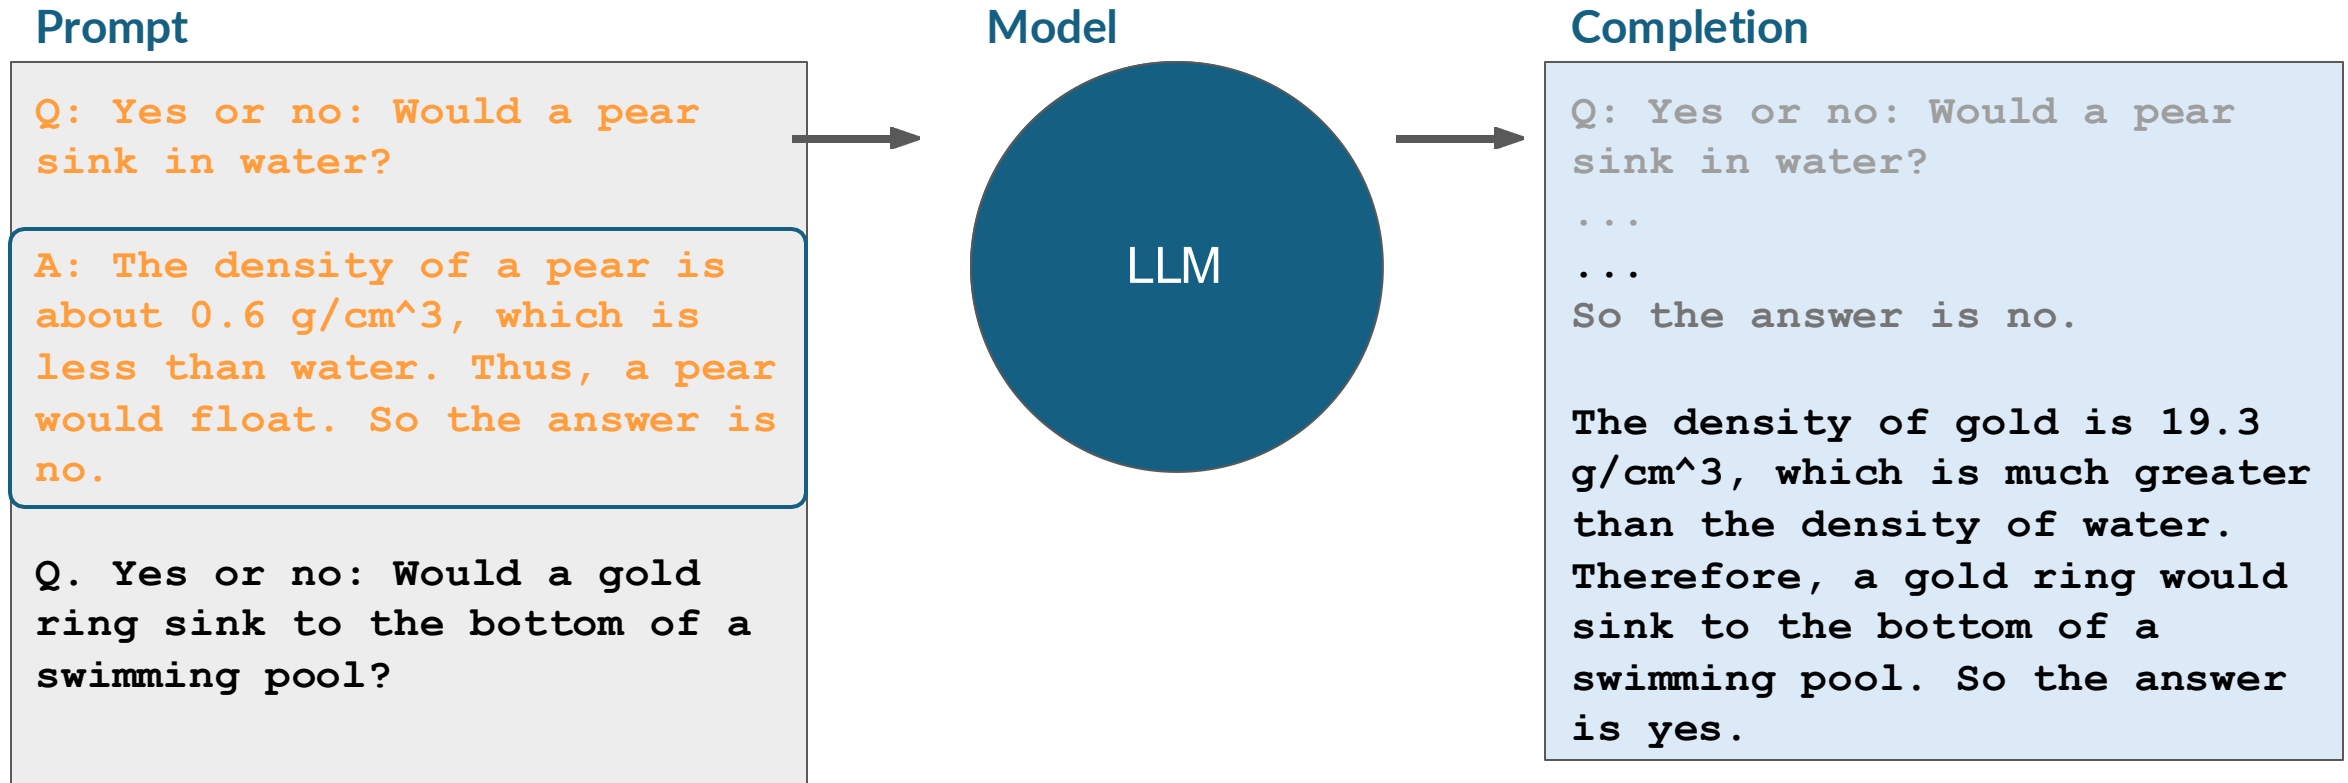 Prompt
Q: Yes or no: Would a pear
sink in water?
A: The density of a pear is
about 0.6 g/cm^3, which is
less than water. Thus, a pear
would float. So the answer is
no.
Q. Yes or no: Would a gold
ring sink to the bottom of a
swimming pool?
Model
LLM
Completion
Q: Yes or no: Would a pear
sink in water?
...
...
So the answer is no.
The density of gold is 19.3
g/cm^3, which is much greater
than the density of water.
Therefore, a gold ring would
sink to the bottom of a
swimming pool. So the answer
is yes.